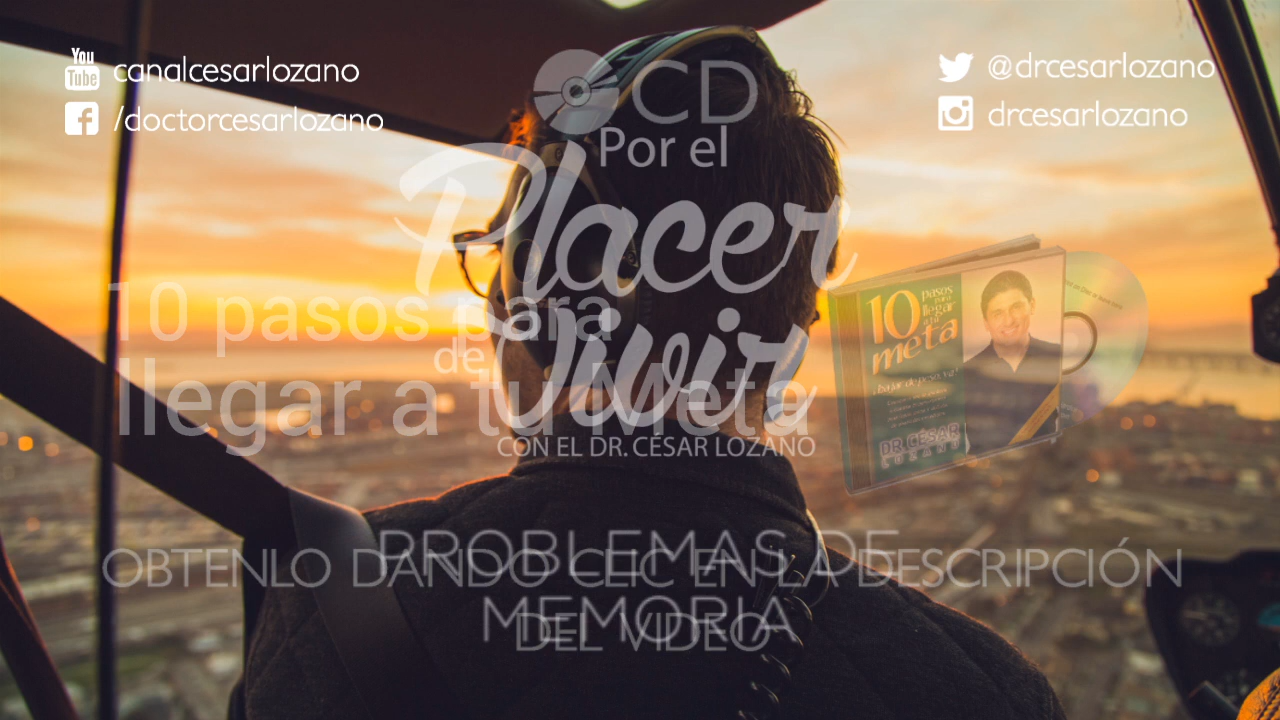 You
Tube canalcesarlozano
/doctorcesarlozano
@drcesarlozano
drcesarlozano
CD
Por el
Placer
de
Vivir
CON EL DR. CÉSAR LOZANO
10 pasos para
llegar a tu Meta
10 pasos
para
llegar
a tu
meta
DR. CÉSAR
LOZANO
PROBLEMAS DE
MEMORIA
OBTENLO DANDO CLIC EN LA DESCRIPCIÓN
DEL VIDEO